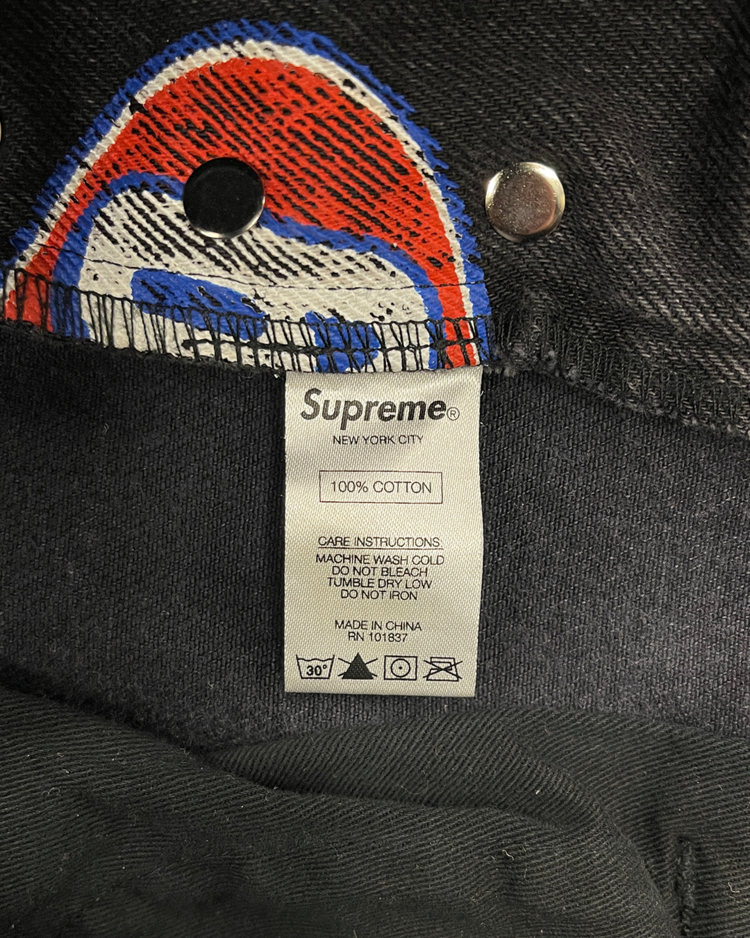 Supreme®
NEW YORK CITY
100% COTTON
CARE INSTRUCTIONS:
MACHINE WASH COLD
DO NOT BLEACH
TUMBLE DRY LOW
DO NOT IRON
MADE IN CHINA
RN 101837
30°